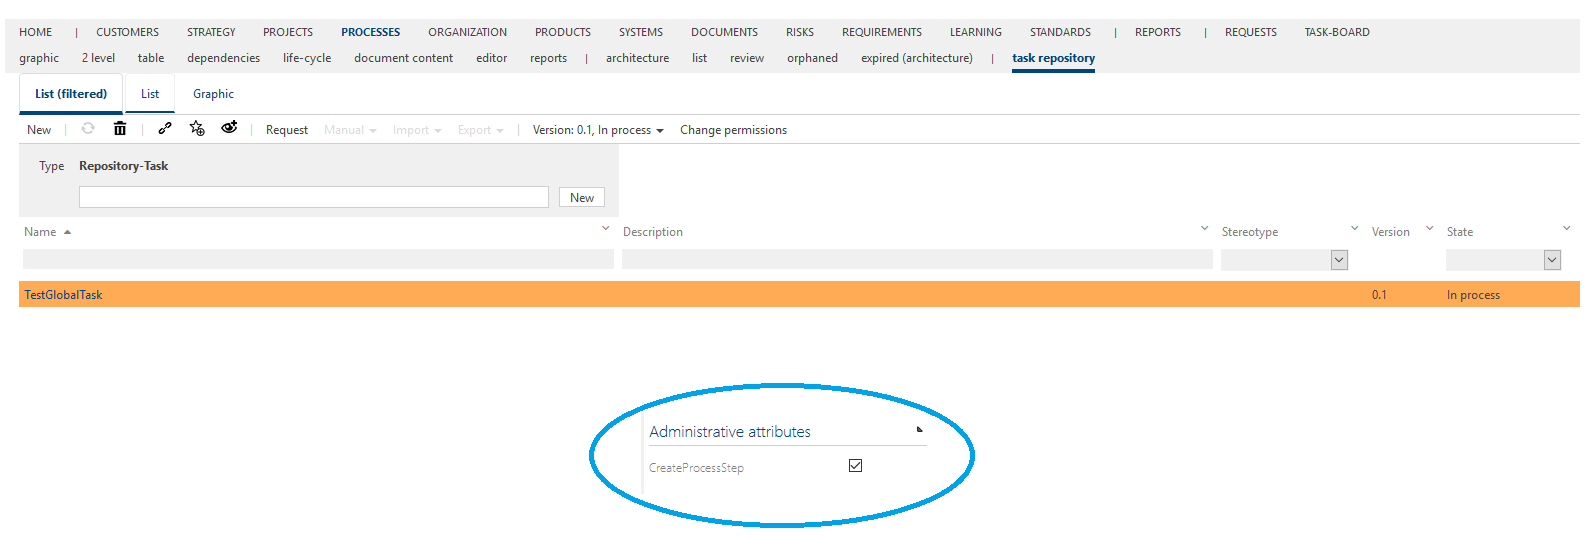 HOME | CUSTOMERS STRATEGY PROJECTS PROCESSES ORGANIZATION PRODUCTS SYSTEMS DOCUMENTS RISKS REQUIREMENTS LEARNING STANDARDS | REPORTS | REQUESTS TASK-BOARD
graphic 2 level table dependencies life-cycle document content editor reports | architecture list review orphaned expired (architecture) | task repository
List (filtered) List Graphic
New | | Request Manual Import Export | Version: 0.1, In process Change permissions
Type Repository-Task
New
Name Description Stereotype Version State
TestGlobalTask 0.1 In process
Administrative attributes
CreateProcessStep